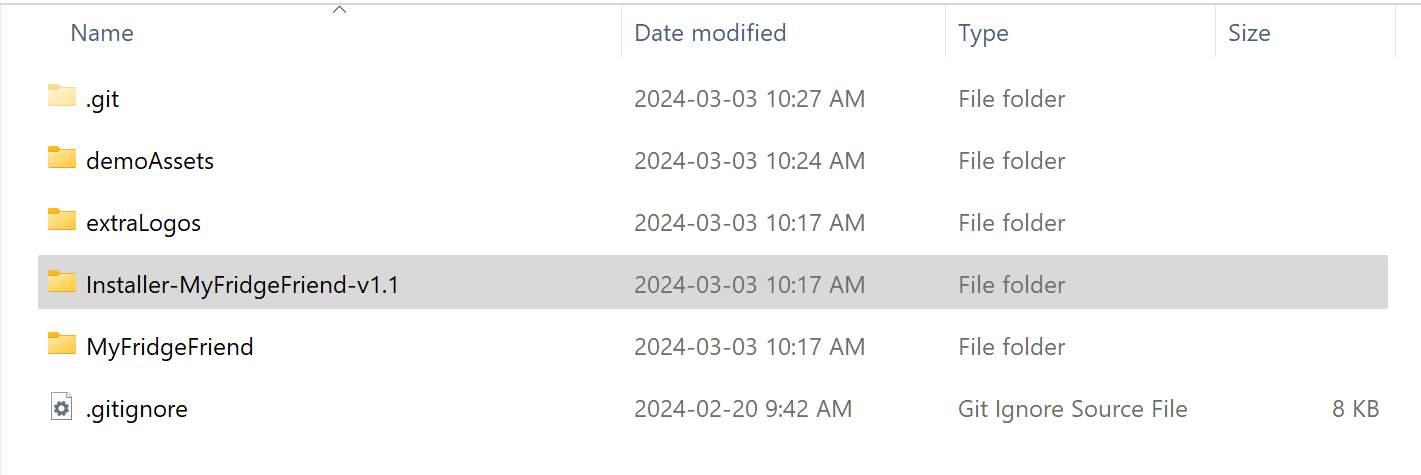 Name Date modified Type Size
.git 2024-03-03 10:27 AM File folder
demoAssets 2024-03-03 10:24 AM File folder
extraLogos 2024-03-03 10:17 AM File folder
Installer-MyFridgeFriend-v1.1 2024-03-03 10:17 AM File folder
MyFridgeFriend 2024-03-03 10:17 AM File folder
.gitignore 2024-02-20 9:42 AM Git Ignore Source File 8 KB